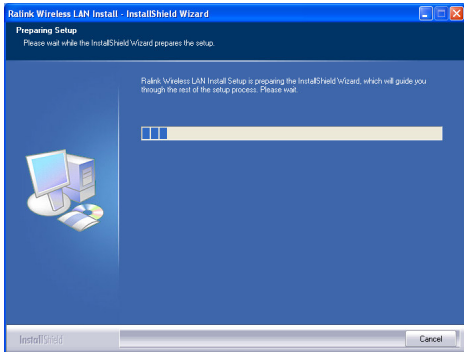 Ralink Wireless LAN Install - InstallShield Wizard
Preparing Setup
Please wait while the InstallShield Wizard prepares the setup.
Ralink Wireless LAN Install Setup is preparing the InstallShield Wizard, which will guide you
through the rest of the setup process. Please wait.
InstallShield
Cancel